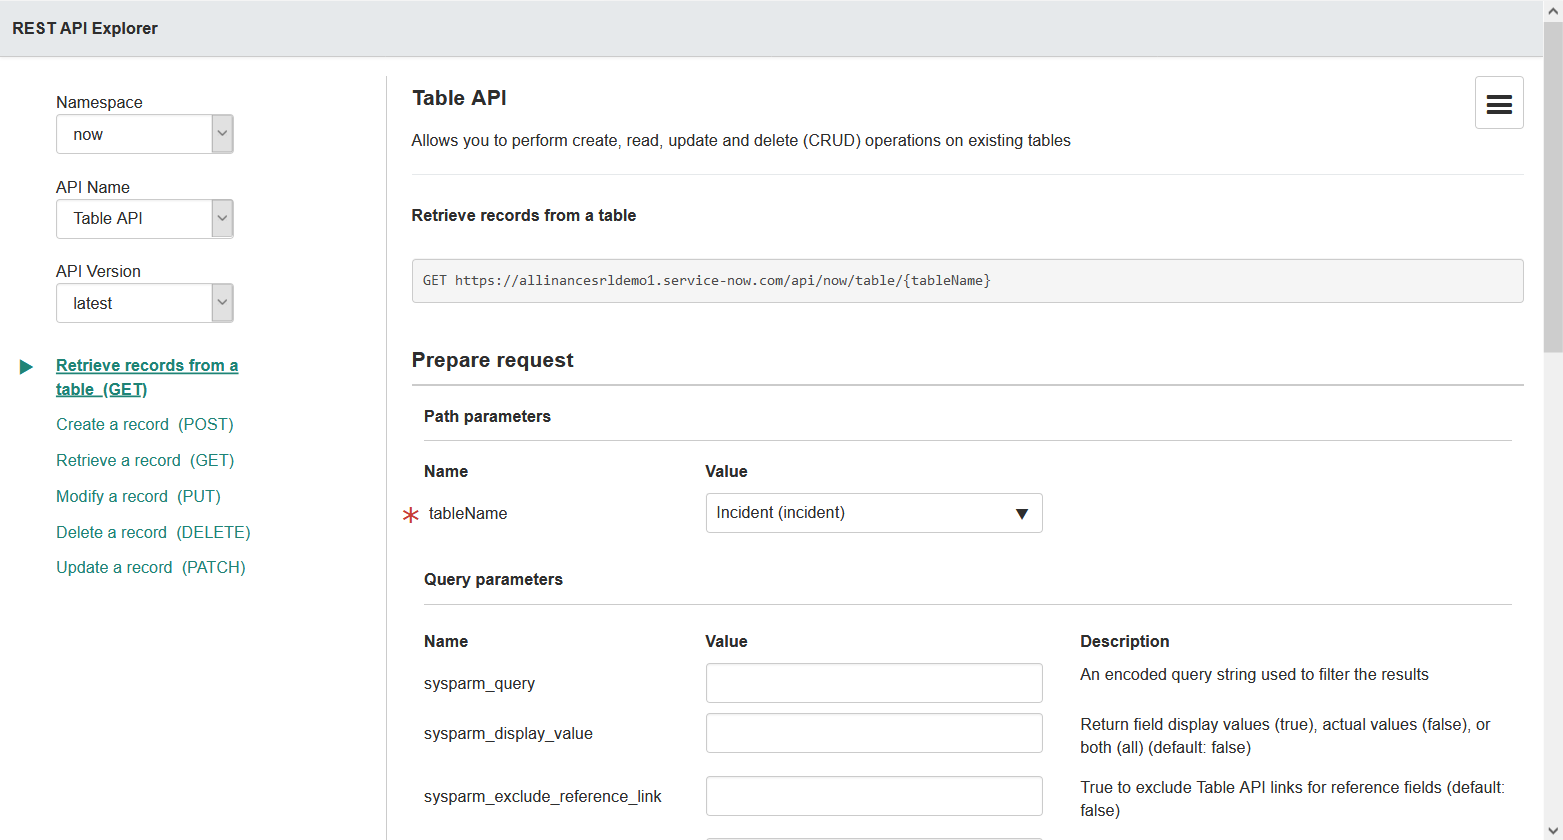 REST API Explorer
Namespace
now
API Name
Table API
API Version
latest
Retrieve records from a
table  (GET)
Create a record  (POST)
Retrieve a record  (GET)
Modify a record  (PUT)
Delete a record  (DELETE)
Update a record  (PATCH)
Table API
Allows you to perform create, read, update and delete (CRUD) operations on existing tables
Retrieve records from a table
GET https://allinancesrldemo1.service-now.com/api/now/table/{tableName}
Prepare request
Path parameters
Name Value
tableName Incident (incident)
Query parameters
Name Value Description
sysparm_query An encoded query string used to filter the results
sysparm_display_value Return field display values (true), actual values (false), or
both (all) (default: false)
sysparm_exclude_reference_link True to exclude Table API links for reference fields (default:
false)